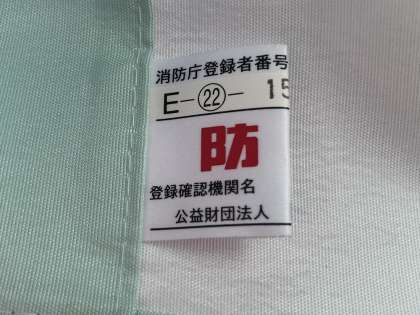 消防庁登録者番号
E-㉒- 15
防
登録確認機関名
公益財団法人